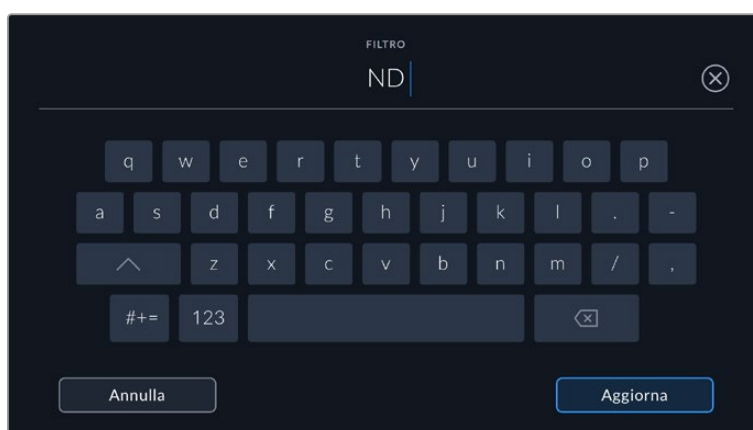 FILTRO
ND
q w e r t y u i o p
a s d f g h j k l . -
z x c v b n m / ,
#+= 123
Annulla Aggiorna